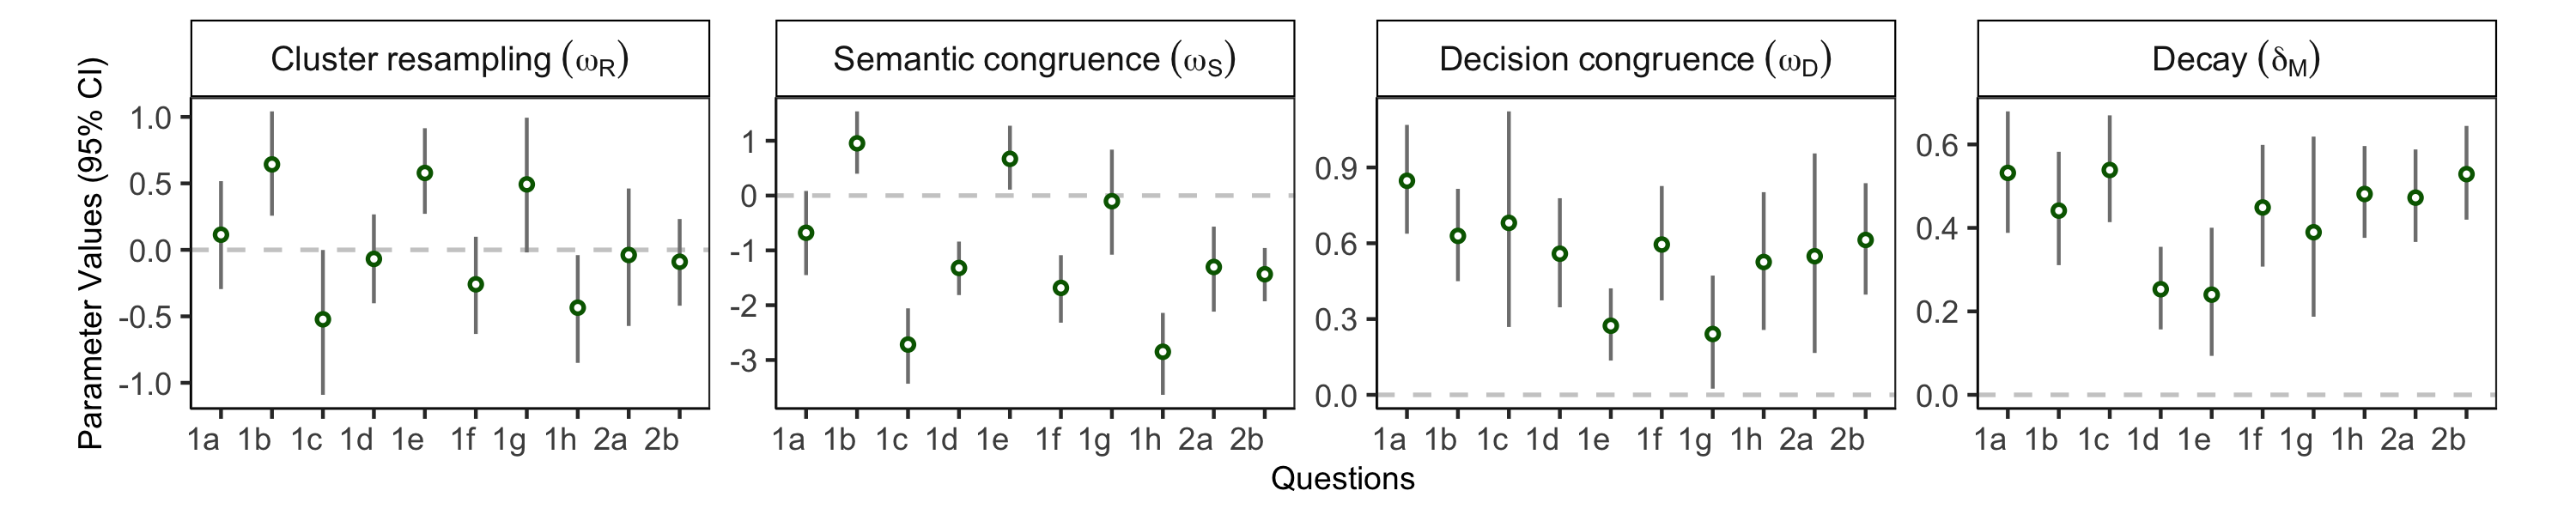 Cluster resampling (ωR)
Semantic congruence (ωS)
Decision congruence (ωD)
Decay (δM)
Parameter Values (95% CI)
1.0
0.5
0.0
-0.5
-1.0
1
0
-1
-2
-3
0.9
0.6
0.3
0.0
0.6
0.4
0.2
0.0
1a 1b 1c 1d 1e 1f 1g 1h 2a 2b
1a 1b 1c 1d 1e 1f 1g 1h 2a 2b
1a 1b 1c 1d 1e 1f 1g 1h 2a 2b
1a 1b 1c 1d 1e 1f 1g 1h 2a 2b
Questions